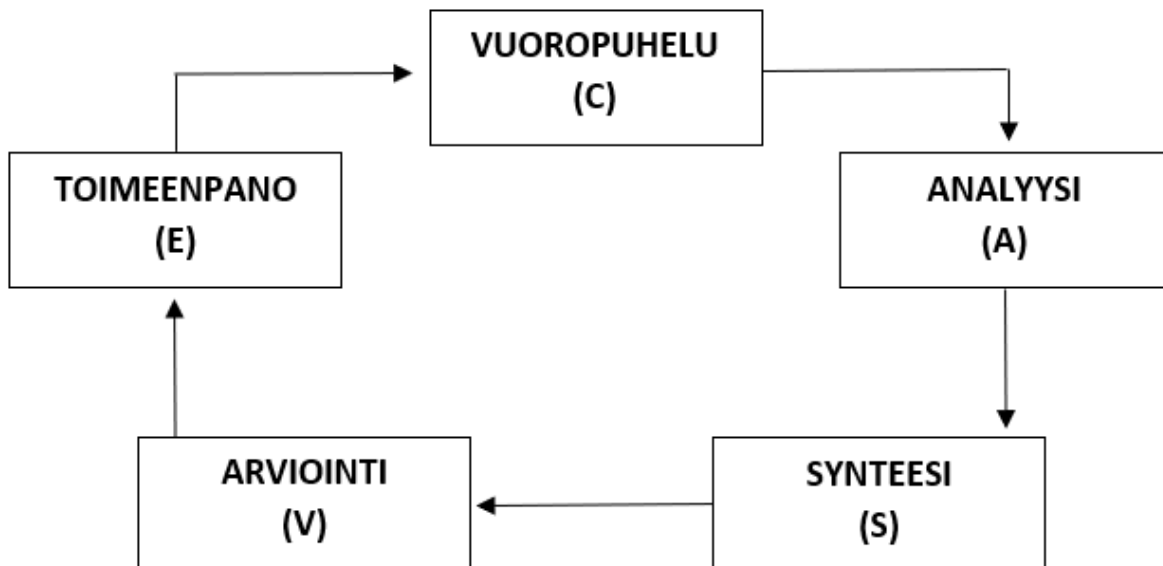 VUOROPUHELU
(C)
TOIMEENPANO
(E)
ANALYYSI
(A)
ARVIOINTI
(V)
SYNTEESI
(S)